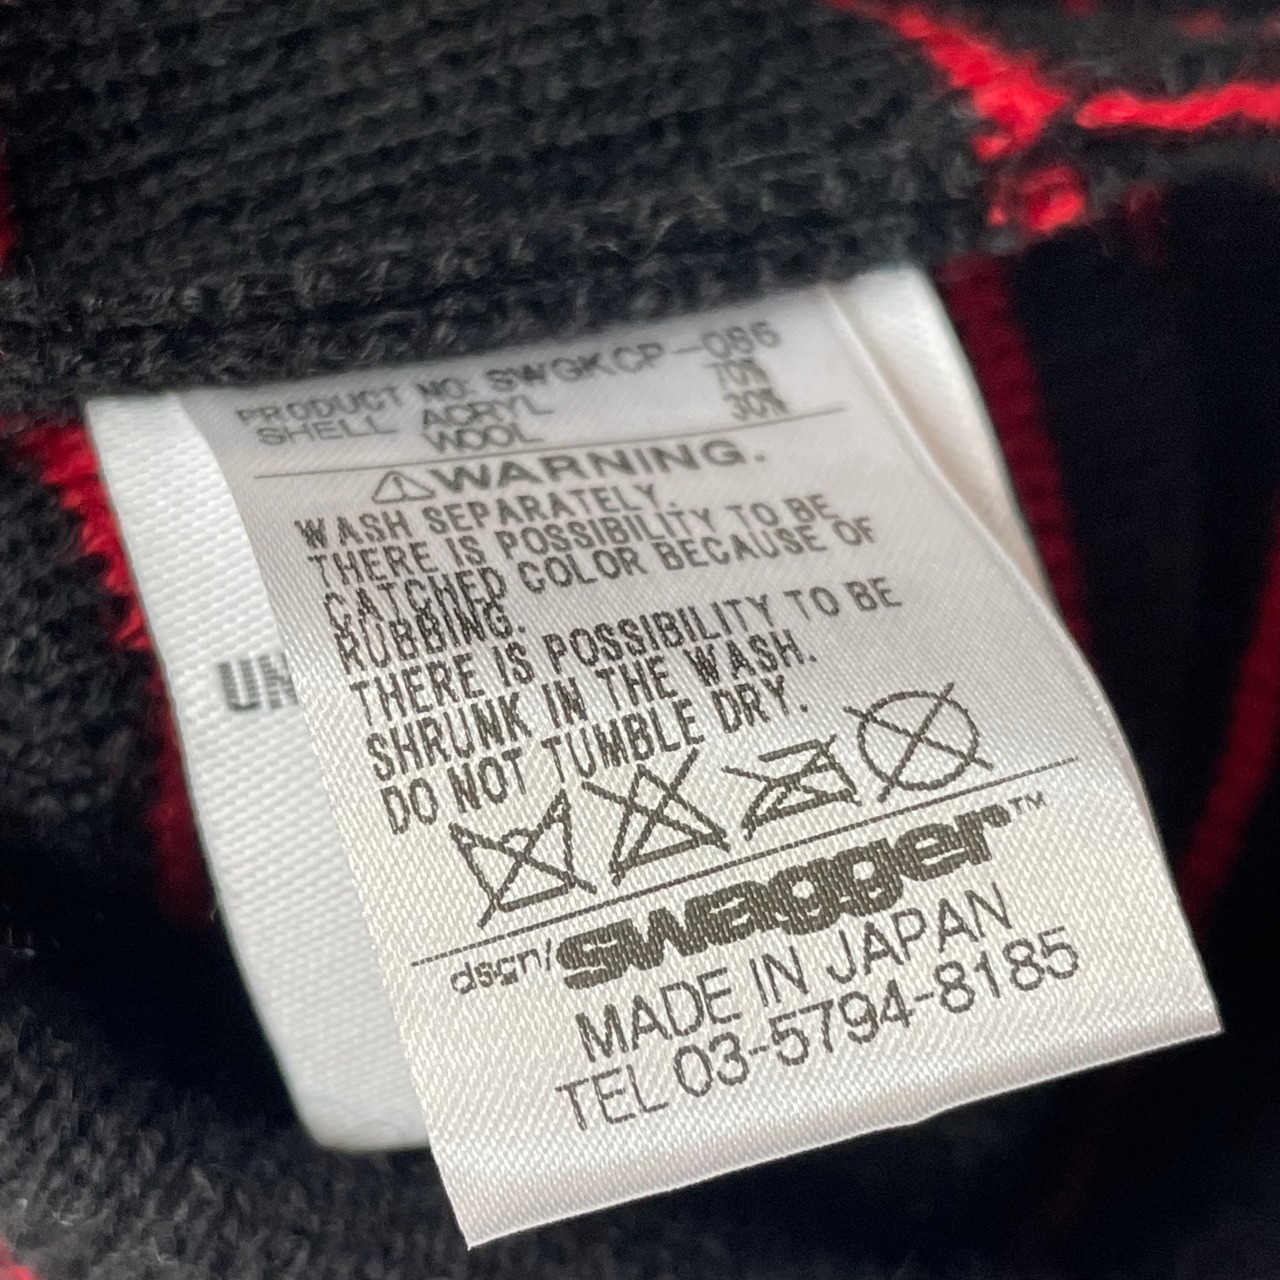 PRODUCT NO: SWGKCP-086
SHELL ACRYL 70%
WOOL 30%
WARNING.
WASH SEPARATELY.
THERE IS POSSIBILITY TO BE
CATCHED COLOR BECAUSE OF
RUBBING.
THERE IS POSSIBILITY TO BE
SHRUNK IN THE WASH.
DO NOT TUMBLE DRY.
dscn/swagger™
MADE IN JAPAN
TEL 03-5794-8185